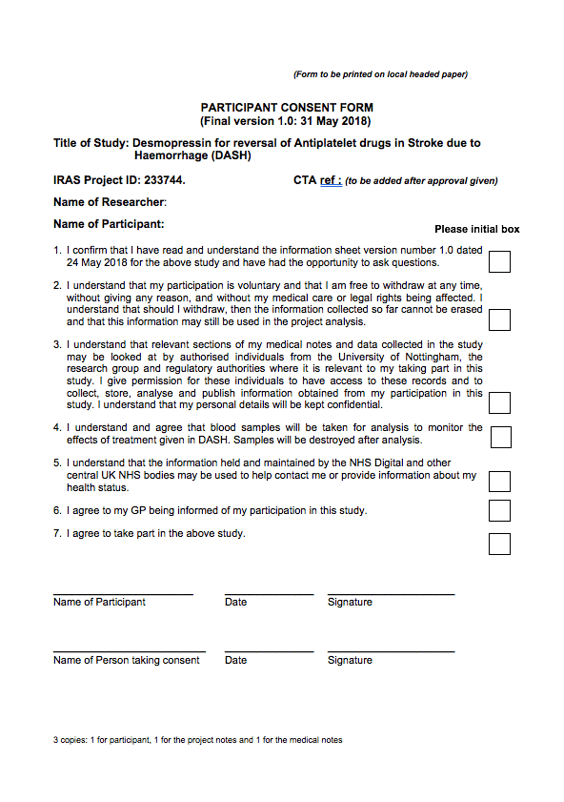 (Form to be printed on local headed paper)
PARTICIPANT CONSENT FORM
(Final version 1.0: 31 May 2018)
Title of Study: Desmopressin for reversal of Antiplatelet drugs in Stroke due to
Haemorrhage (DASH)
IRAS Project ID: 233744. CTA ref : (to be added after approval given)
Name of Researcher:
Name of Participant:
Please initial box
1. I confirm that I have read and understand the information sheet version number 1.0 dated
24 May 2018 for the above study and have had the opportunity to ask questions.
2. I understand that my participation is voluntary and that I am free to withdraw at any time,
without giving any reason, and without my medical care or legal rights being affected. I
understand that should I withdraw, then the information collected so far cannot be erased
and that this information may still be used in the project analysis.
3. I understand that relevant sections of my medical notes and data collected in the study
may be looked at by authorised individuals from the University of Nottingham, the
research group and regulatory authorities where it is relevant to my taking part in this
study. I give permission for these individuals to have access to these records and to
collect, store, analyse and publish information obtained from my participation in this
study. I understand that my personal details will be kept confidential.
4. I understand and agree that blood samples will be taken for analysis to monitor the
effects of treatment given in DASH. Samples will be destroyed after analysis.
5. I understand that the information held and maintained by the NHS Digital and other
central UK NHS bodies may be used to help contact me or provide information about my
health status.
6. I agree to my GP being informed of my participation in this study.
7. I agree to take part in the above study.
Name of Participant Date Signature
Name of Person taking consent Date Signature
3 copies: 1 for participant, 1 for the project notes and 1 for the medical notes